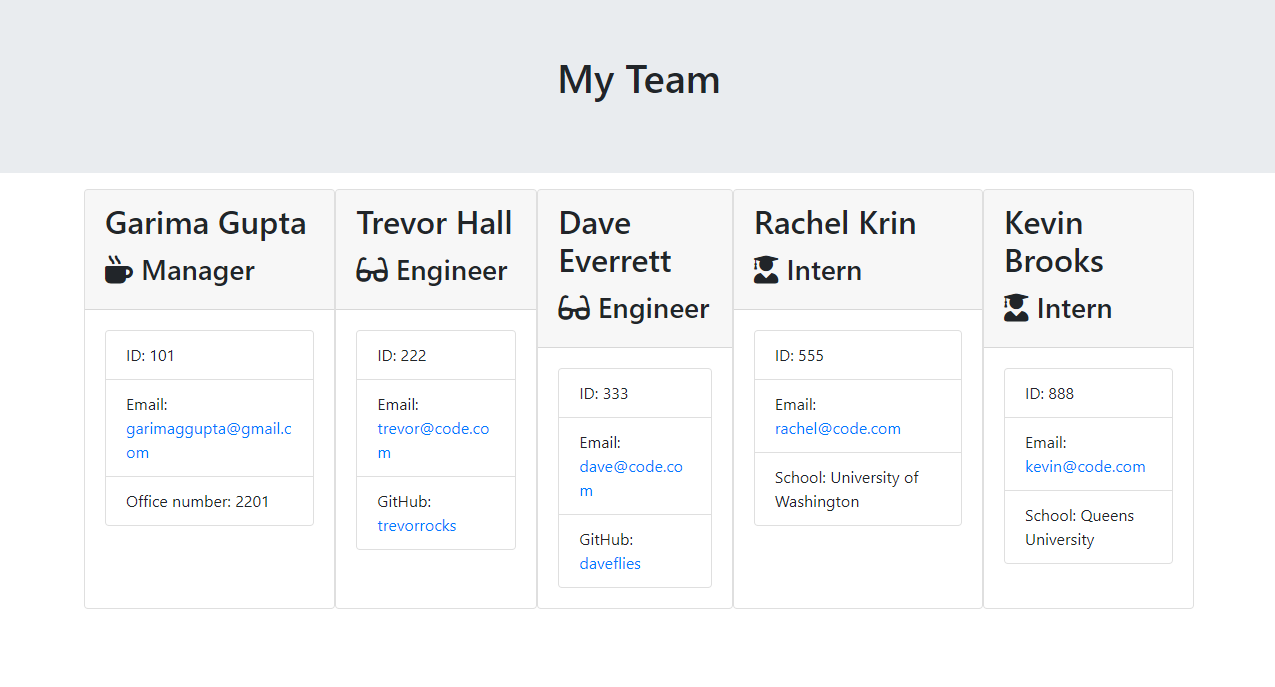 My Team
Garima Gupta
Manager
ID: 101
Email:
garimaggupta@gmail.c
om
Office number: 2201
Trevor Hall
Engineer
ID: 222
Email:
trevor@code.co
m
GitHub:
trevorrocks
Dave
Everrett
Engineer
ID: 333
Email:
dave@code.co
m
GitHub:
daveflies
Rachel Krin
Intern
ID: 555
Email:
rachel@code.com
School: University of
Washington
Kevin
Brooks
Intern
ID: 888
Email:
kevin@code.com
School: Queens
University